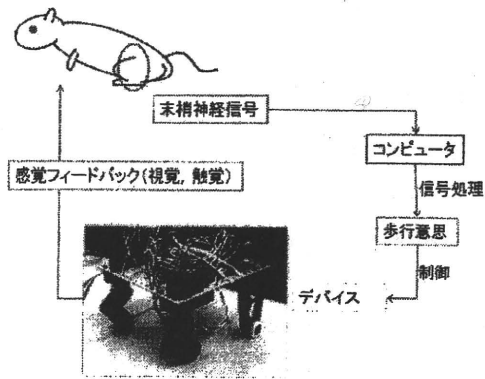 末梢神経信号
コンピュータ
感覚フィードバック(視覚, 触覚)
信号処理
歩行意思
制御
デバイス